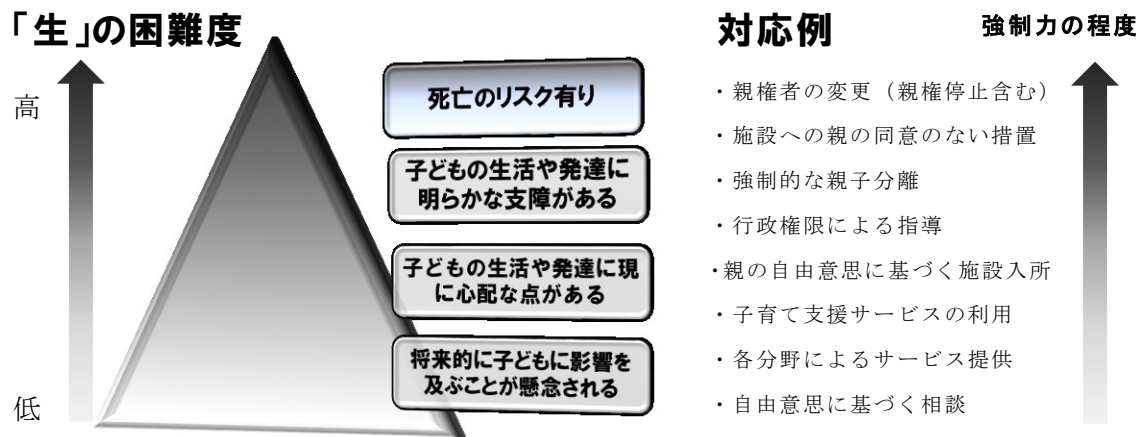 「生」の困難度
高
死亡のリスク有り
子どもの生活や発達に
明らかな支障がある
子どもの生活や発達に現
に心配な点がある
将来的に子どもに影響を
及ぶことが懸念される
低
対応例
強制力の程度
・親権者の変更（親権停止含む）
・施設への親の同意のない措置
・強制的な親子分離
・行政権限による指導
・親の自由意思に基づく施設入所
・子育て支援サービスの利用
・各分野によるサービス提供
・自由意思に基づく相談